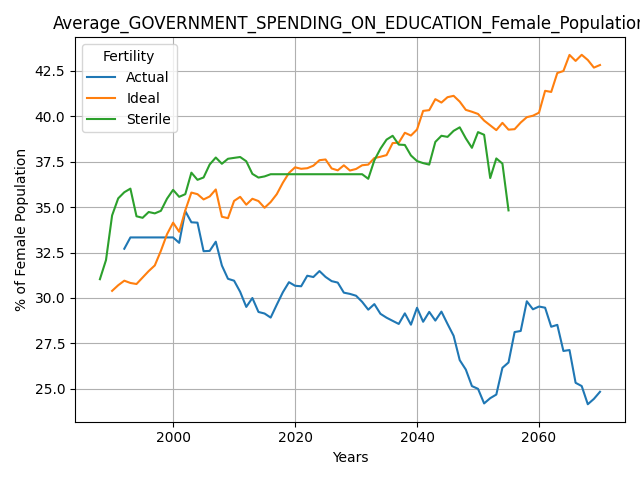 Average_GOVERNMENT_SPENDING_ON_EDUCATION_Female_Population
Fertility
Actual
Ideal
Sterile
% of Female Population
42.5
40.0
37.5
35.0
32.5
30.0
27.5
25.0
2000 2020 2040 2060
Years